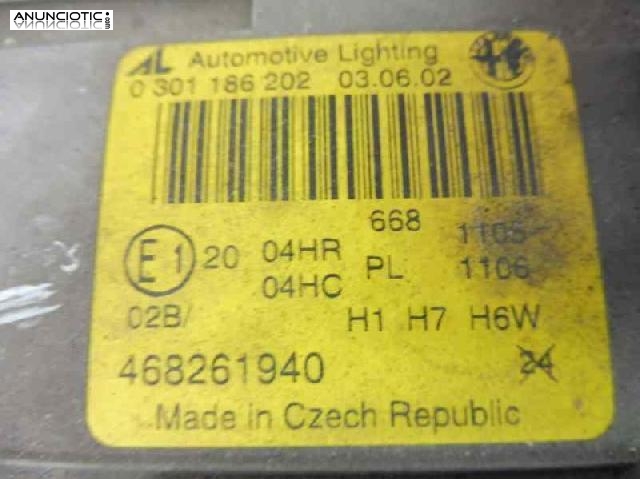 ANUNCIOTIC
.es
AL Automotive Lighting
0 301 186 202 03.06.02
668
1105
E1 20 04HR PL 1106
04HC
02B/ H1 H7 H6W
468261940 24
Made in Czech Republic